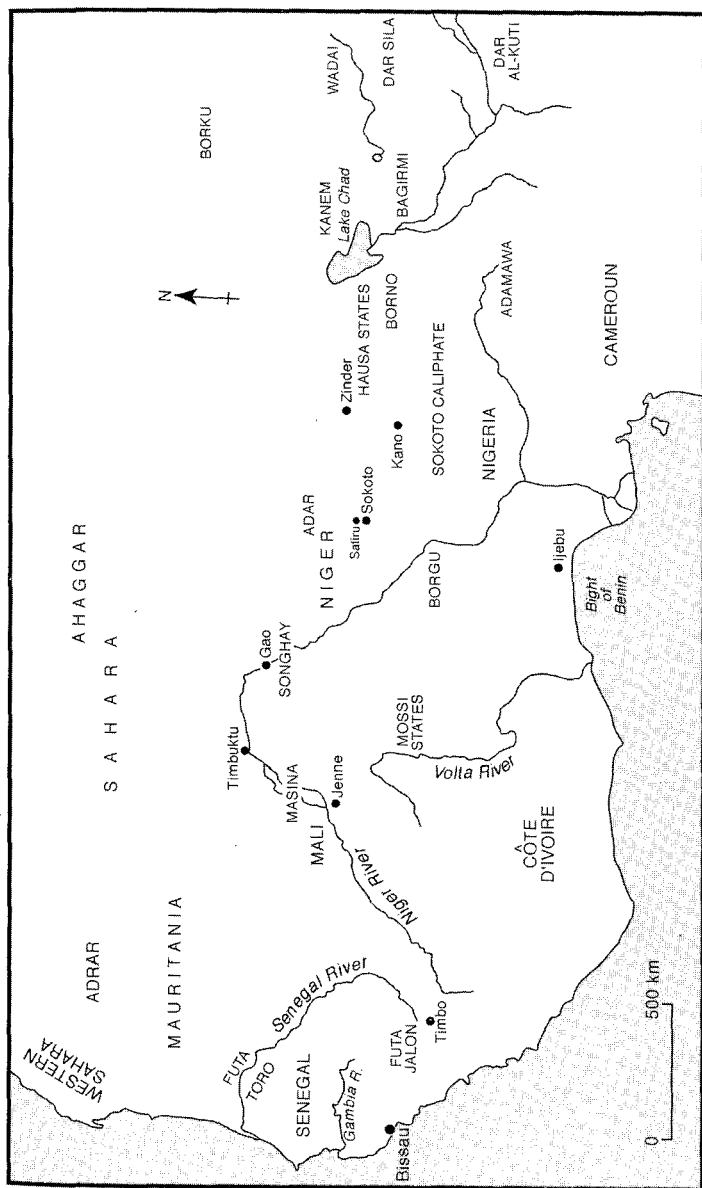 WESTERN
SAHARA
ADRAR
MAURITANIA
SAHARA
AHAGGAR
BORKU
N
FUTA
TORO
Senegal River
SENEGAL
Gambia R.
Bissau
FUTA
JALON
Timbo
Niger River
MALI
MASINA
Jenne
Timbuktu
Gao
SONGHAY
MOSSI
STATES
Volta River
CÔTE
D'IVOIRE
BORGU
NIGER
ADAR
Satiru
Sokoto
Zinder
HAUSA STATES
Kano
BORNO
SOKOTO CALIPHATE
NIGERIA
Ijebu
Bight
of
Benin
ADAMAWA
CAMEROUN
KANEM
Lake Chad
BAGIRMI
WADAI
DAR SILA
DAR
AL-KUTI
0
500 km